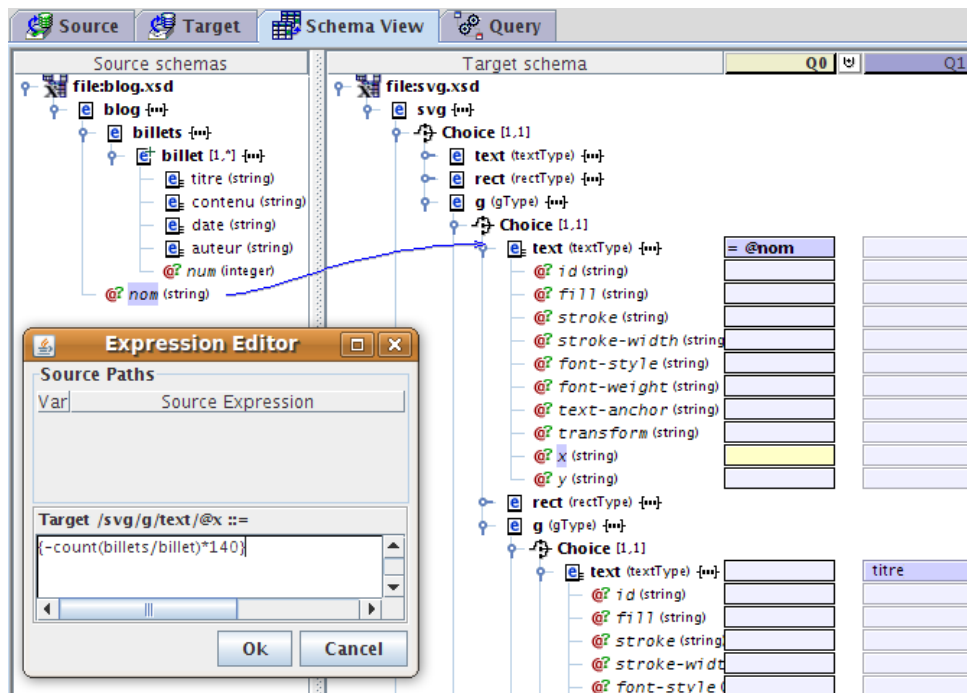 Source Target Schema View Query
Source schemas
file:blog.xsd
blog
billets
billet [1,*]
titre (string)
contenu (string)
date (string)
auteur (string)
num (integer)
nom (string)
Target schema Q0 Q1
file:svg.xsd
svg
Choice [1,1]
text (textType)
rect (rectType)
g (gType)
Choice [1,1]
text (textType) = @nom
id (string)
fill (string)
stroke (string)
stroke-width (string
font-style (string)
font-weight (string)
text-anchor (string)
transform (string)
x (string)
y (string)
rect (rectType)
g (gType)
Choice [1,1]
text (textType) titre
id (string)
fill (string)
stroke (string)
stroke-widt
font-style (
Expression Editor
Source Paths
Var Source Expression
Target /svg/g/text/@x ::=
{-count(billets/billet)*140}
Ok Cancel